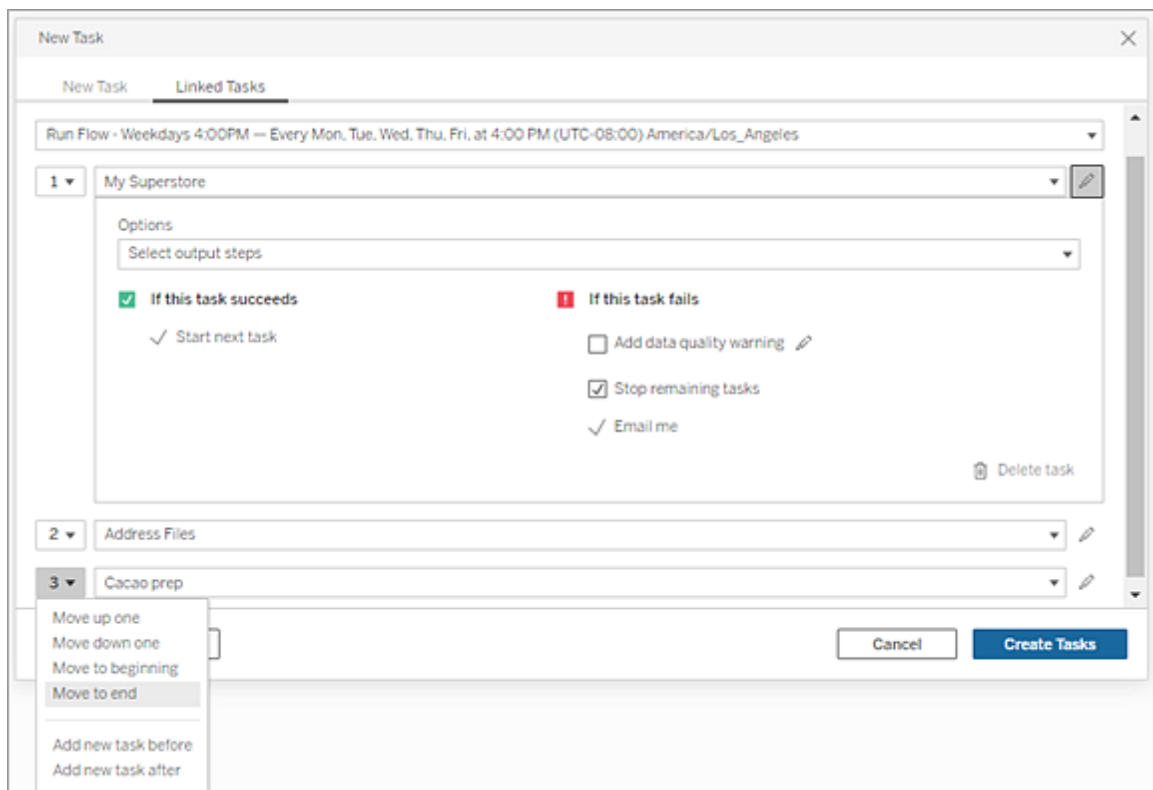 New Task
New Task Linked Tasks
Run Flow - Weekdays 4:00PM — Every Mon, Tue, Wed, Thu, Fri, at 4:00 PM (UTC-08:00) America/Los_Angeles
1 My Superstore
Options
Select output steps
If this task succeeds
Start next task
If this task fails
Add data quality warning
Stop remaining tasks
Email me
Delete task
2 Address Files
3 Cacao prep
Move up one
Move down one
Move to beginning
Move to end
Add new task before
Add new task after
Cancel Create Tasks